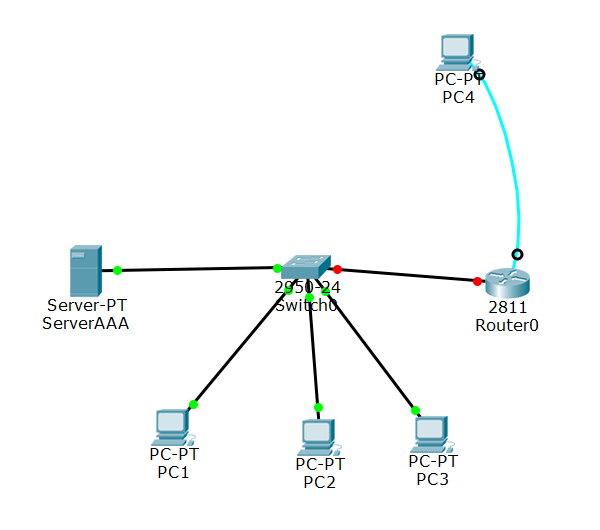 PC-PT
PC4
2950-24
Switch0
Server-PT
ServerAAA
2811
Router0
PC-PT
PC1
PC-PT
PC2
PC-PT
PC3